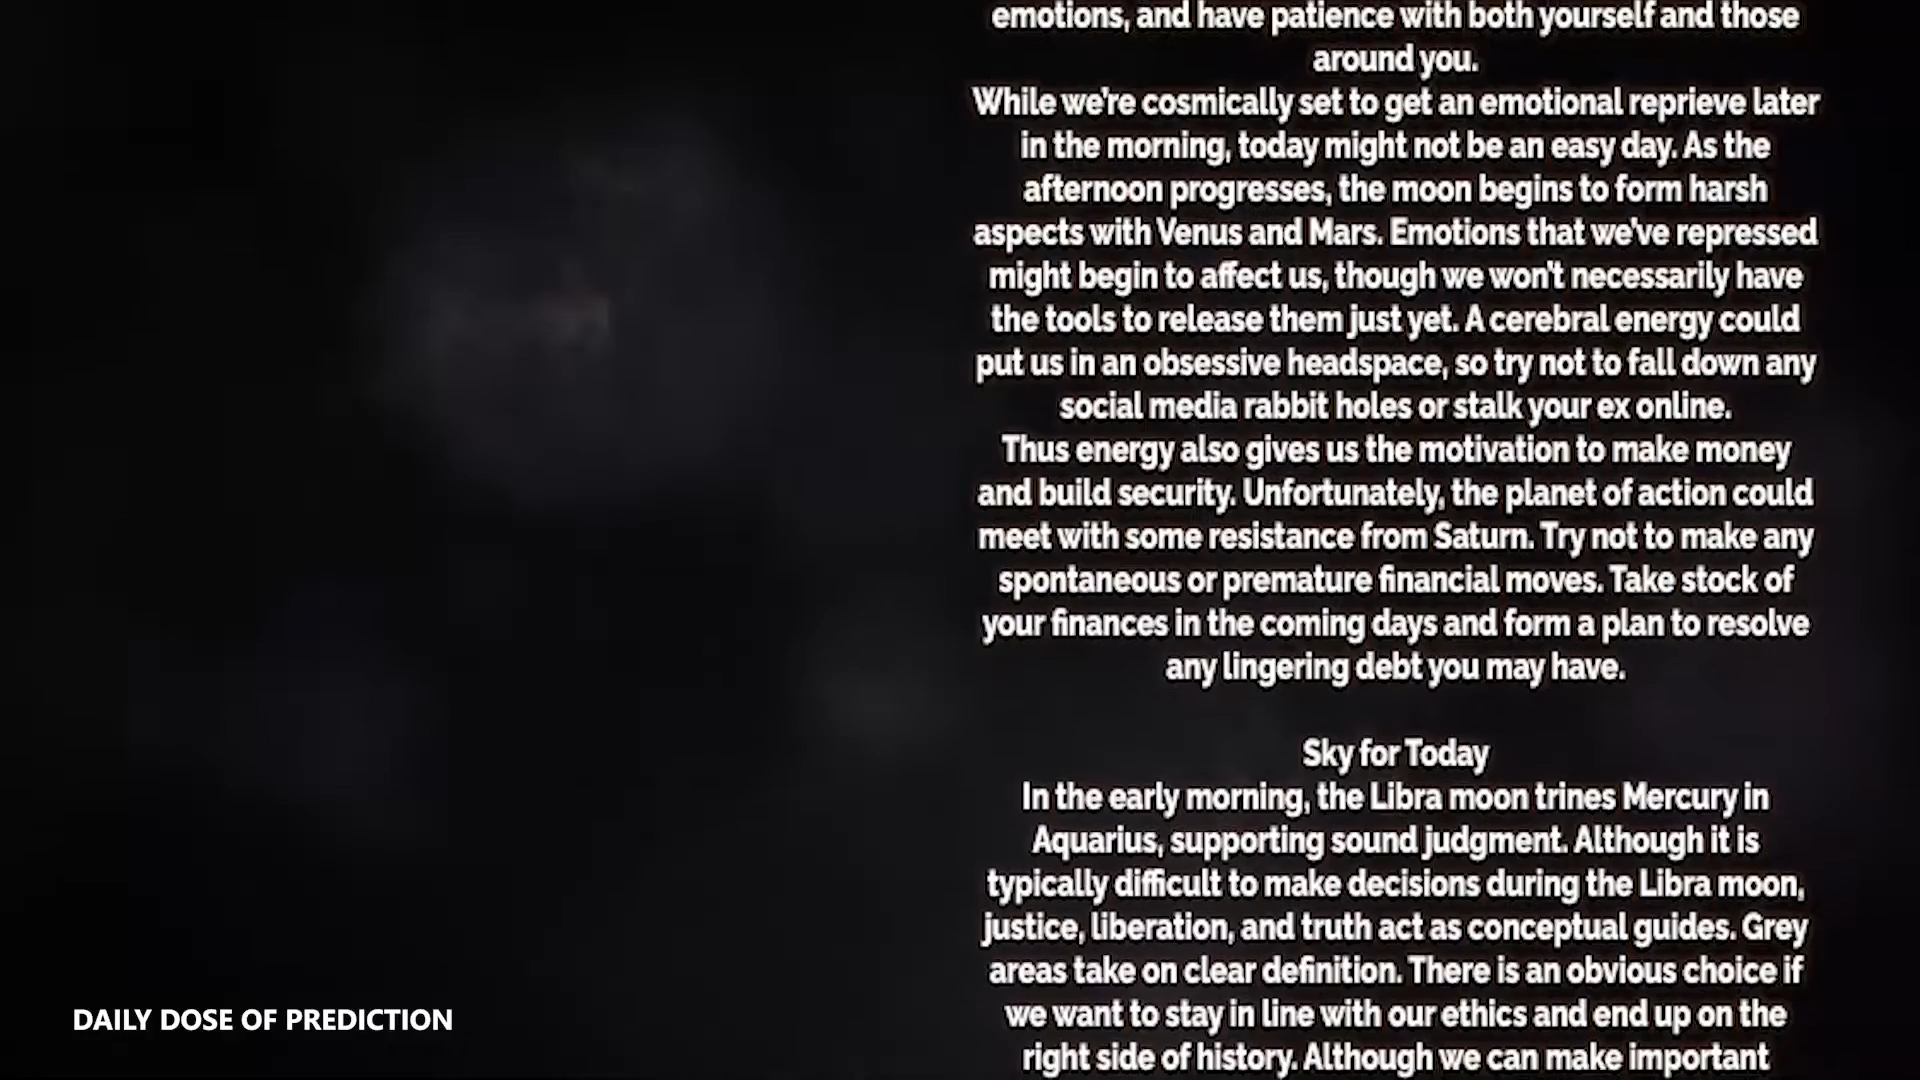 emotions, and have patience with both yourself and those
around you.
While we're cosmically set to get an emotional reprieve later
in the morning, today might not be an easy day. As the
afternoon progresses, the moon begins to form harsh
aspects with Venus and Mars. Emotions that we've repressed
might begin to affect us, though we won't necessarily have
the tools to release them just yet. A cerebral energy could
put us in an obsessive headspace, so try not to fall down any
social media rabbit holes or stalk your ex online.
Thus energy also gives us the motivation to make money
and build security. Unfortunately, the planet of action could
meet with some resistance from Saturn. Try not to make any
spontaneous or premature financial moves. Take stock of
your finances in the coming days and form a plan to resolve
any lingering debt you may have.
Sky for Today
In the early morning, the Libra moon trines Mercury in
Aquarius, supporting sound judgment. Although it is
typically difficult to make decisions during the Libra moon,
justice, liberation, and truth act as conceptual guides. Grey
areas take on clear definition. There is an obvious choice if
we want to stay in line with our ethics and end up on the
right side of history. Although we can make important
DAILY DOSE OF PREDICTION